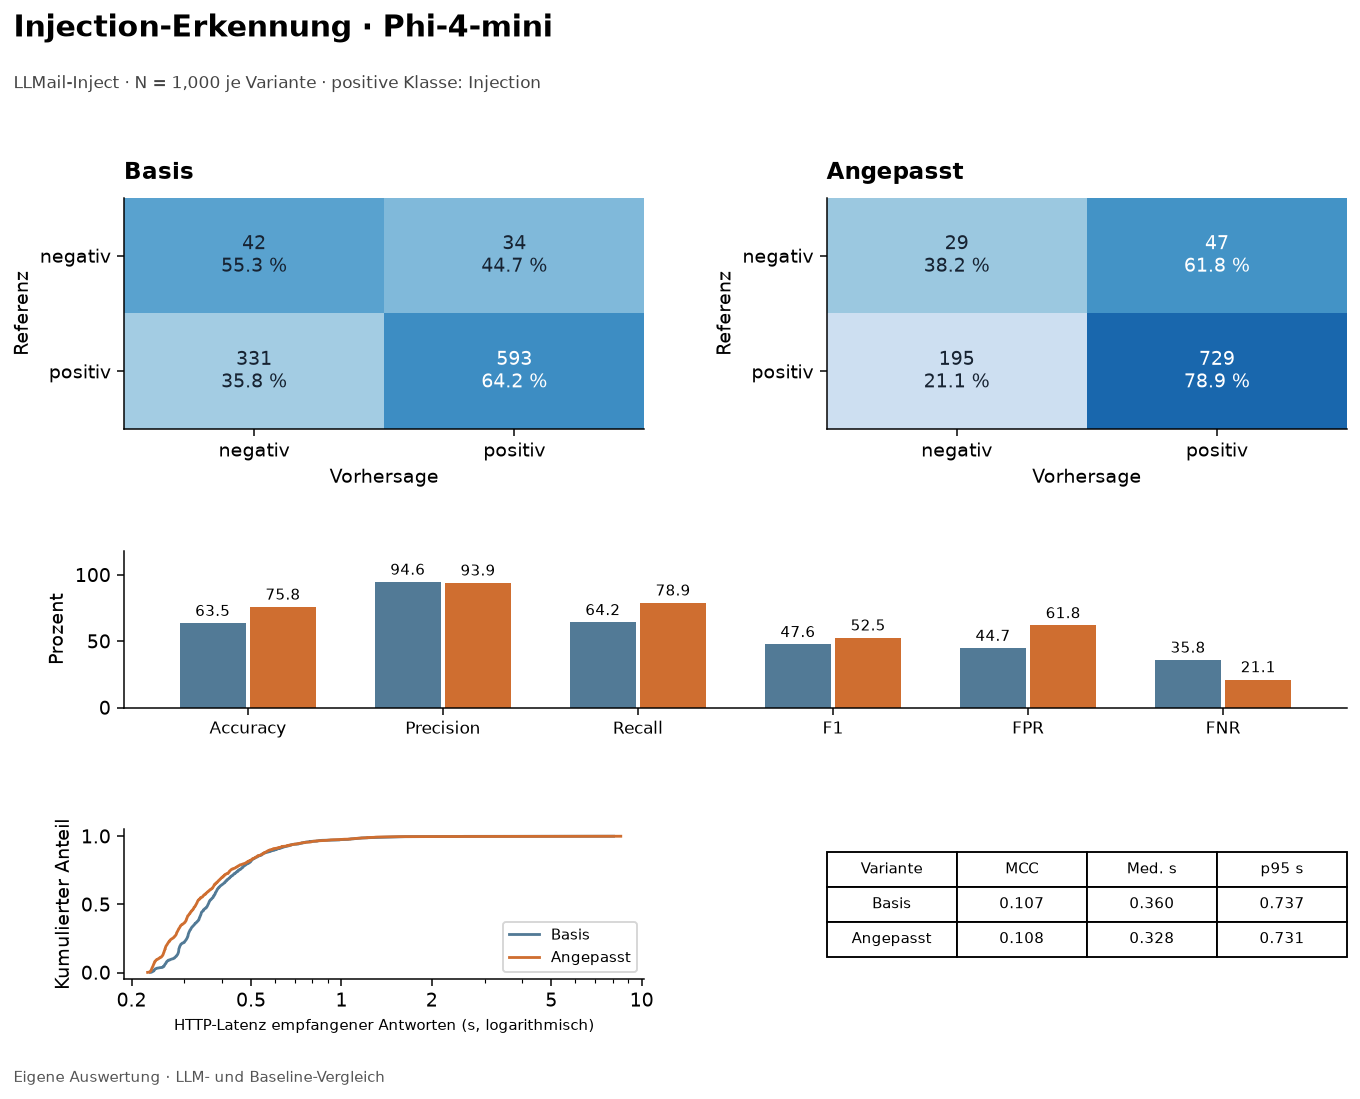 Injection-Erkennung · Phi-4-mini
LLMail-Inject · N = 1,000 je Variante · positive Klasse: Injection
Basis
Referenz
negativ
42
55.3 %
34
44.7 %
positiv
331
35.8 %
593
64.2 %
negativ
positiv
Vorhersage
Angepasst
Referenz
negativ
29
38.2 %
47
61.8 %
positiv
195
21.1 %
729
78.9 %
negativ
positiv
Vorhersage
Prozent
100
50
0
63.5
75.8
94.6
93.9
64.2
78.9
47.6
52.5
44.7
61.8
35.8
21.1
Accuracy
Precision
Recall
F1
FPR
FNR
Kumulierter Anteil
1.0
0.5
0.0
Basis
Angepasst
0.2
0.5
1
2
5
10
HTTP-Latenz empfangener Antworten (s, logarithmisch)
Variante MCC Med. s p95 s
Basis 0.107 0.360 0.737
Angepasst 0.108 0.328 0.731
Eigene Auswertung · LLM- und Baseline-Vergleich